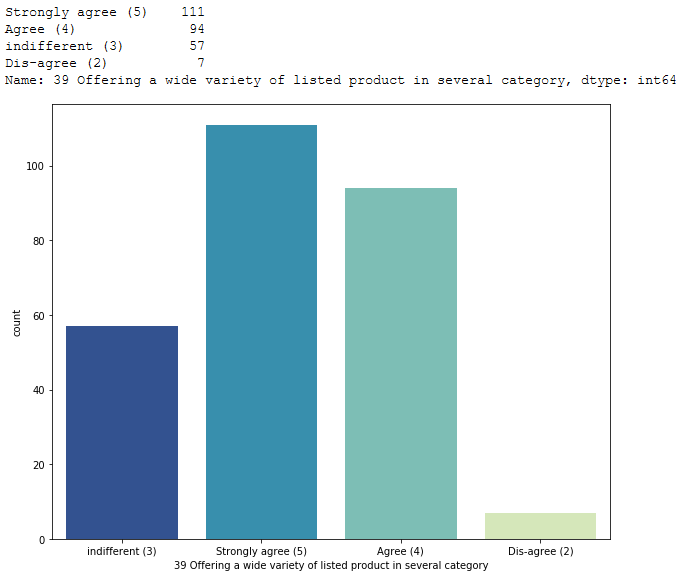 Strongly agree (5)    111
Agree (4)              94
indifferent (3)        57
Dis-agree (2)           7
Name: 39 Offering a wide variety of listed product in several category, dtype: int64
100
80
60
40
20
0
count
indifferent (3) Strongly agree (5) Agree (4) Dis-agree (2)
39 Offering a wide variety of listed product in several category